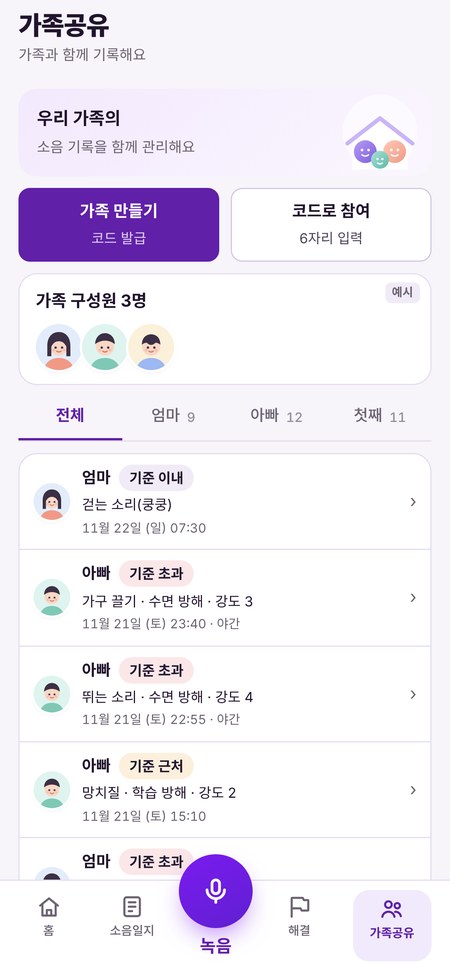 가족공유
가족과 함께 기록해요
우리 가족의
소음 기록을 함께 관리해요
가족 만들기
코드 발급
코드로 참여
6자리 입력
가족 구성원 3명
예시
전체
엄마 9
아빠 12
첫째 11
엄마 기준 이내
걷는 소리(쿵쿵)
11월 22일 (일) 07:30
아빠 기준 초과
가구 끌기 · 수면 방해 · 강도 3
11월 21일 (토) 23:40 · 야간
아빠 기준 초과
뛰는 소리 · 수면 방해 · 강도 4
11월 21일 (토) 22:55 · 야간
아빠 기준 근처
망치질 · 학습 방해 · 강도 2
11월 21일 (토) 15:10
엄마 기준 초과
홈
소음일지
녹음
해결
가족공유